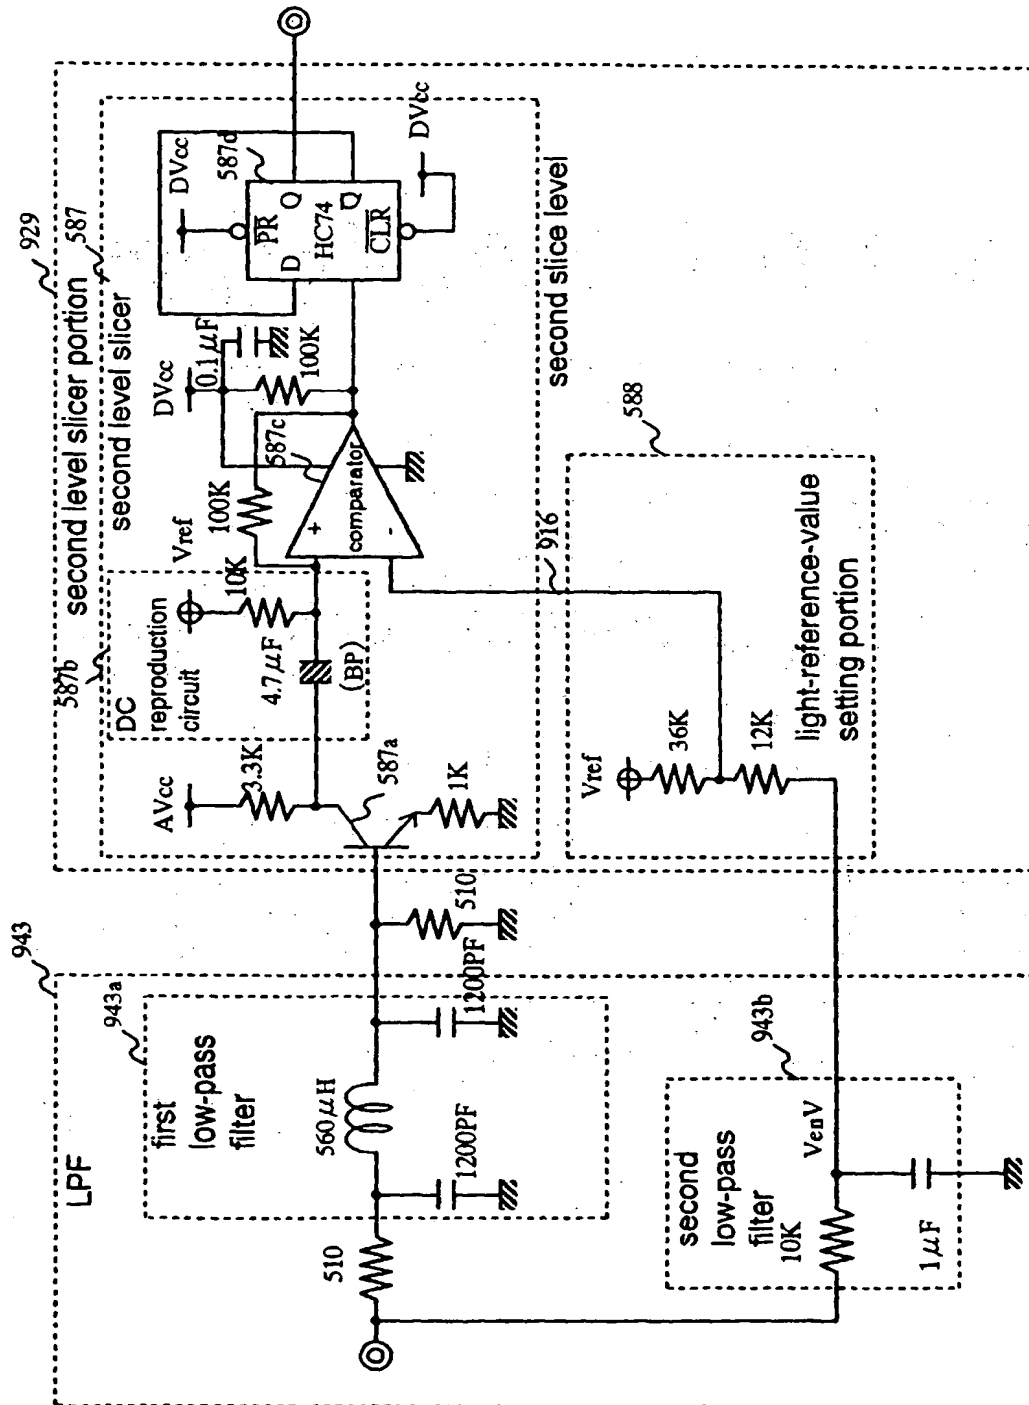 929
second level slicer portion
587
second level slicer
587b
DC
reproduction
circuit
Vref
10K
4.7μF
(BP)
100K
587c
comparator
+
-
DVcc
0.1μF
100K
DVcc
587d
PR
D
Q
HC74
Q
CLR
DVcc
AVcc
3.3K
587a
1K
second slice level
916
588
Vref
36K
12K
light-reference-value
setting portion
943
LPF
943a
first
low-pass
filter
560μH
1200PF
1200PF
510
510
943b
second
low-pass
filter
10K
VenV
1μF